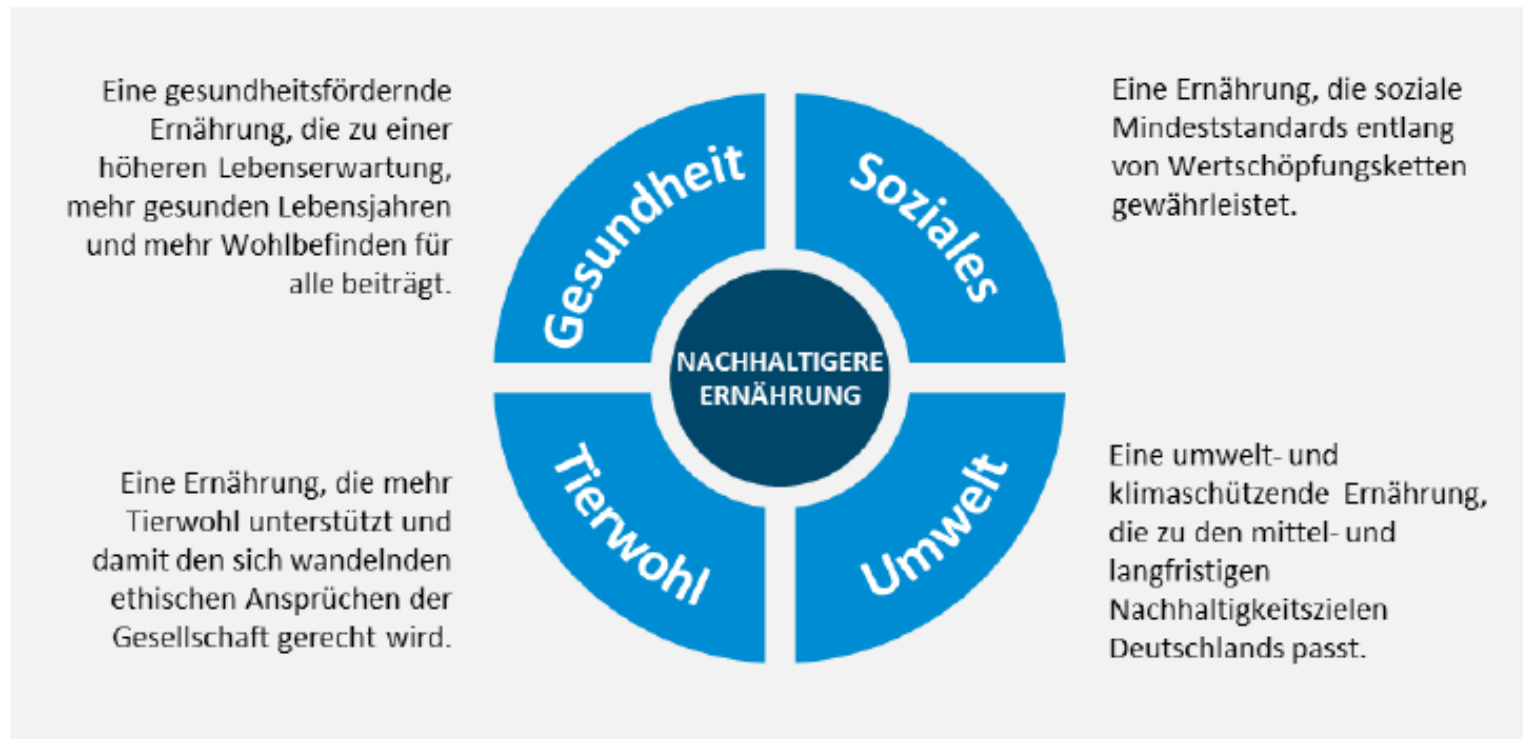 Eine gesundheitsfördernde
Ernährung, die zu einer
höheren Lebenserwartung,
mehr gesunden Lebensjahren
und mehr Wohlbefinden für
alle beiträgt.
Gesundheit
Soziales
Eine Ernährung, die soziale
Mindeststandards entlang
von Wertschöpfungsketten
gewährleistet.
NACHHALTIGERE
ERNÄHRUNG
Eine Ernährung, die mehr
Tierwohl unterstützt und
damit den sich wandelnden
ethischen Ansprüchen der
Gesellschaft gerecht wird.
Tierwohl
Umwelt
Eine umwelt- und
klimaschützende Ernährung,
die zu den mittel- und
langfristigen
Nachhaltigkeitszielen
Deutschlands passt.